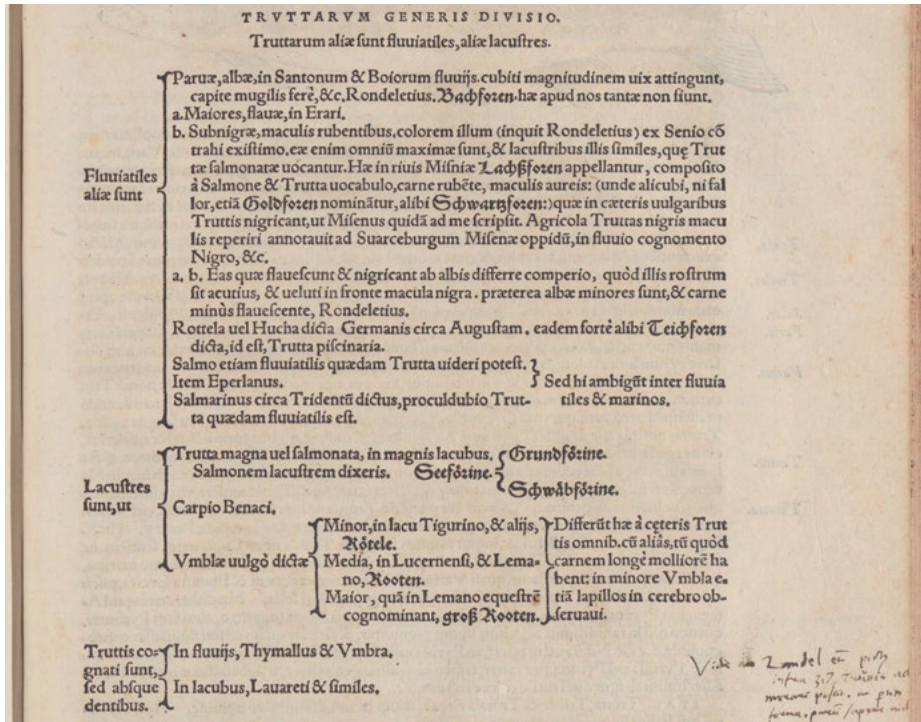 TRVTTARVM GENERIS DIVISIO.
Truttarum aliæ sunt fluuiatiles, aliæ lacustres.
Fluuiatiles
aliæ sunt
Paruæ, albæ, in Santonum & Boiorum fluuijs. cubiti magnitudinem uix attingunt,
capite mugilis ferè, &c. Rondeletius. Bachforen. hæ apud nos tantæ non fiunt.
a. Maiores, flauæ, in Erari.
b. Subnigræ, maculis rubentibus. colorem illum (inquit Rondeletius) ex Senio cō
trahi existimo. eæ enim omniū maximæ sunt, & lacustribus illis similes, quę Trut
tæ salmonatæ uocantur. Hæ in riuis Misniæ Lachßforen appellantur, composito
à Salmone & Trutta uocabulo, carne rubēte, maculis aureis: (unde alicubi, ni fal
lor, etiā Goldforen nominātur, alibi Schwartzforen:) quæ in cæteris uulgaribus
Truttis nigricant, ut Misenus quidā ad me scripsit. Agricola Truttas nigris macu
lis reperiri annotauit ad Suarceburgum Misenæ oppidū, in fluuio cognomento
Nigro, &c.
a. b. Eas quæ flauescunt & nigricant ab albis differre comperio, quòd illis rostrum
sit acutius, & ueluti in fronte macula nigra. præterea albæ minores sunt, & carne
minùs flauescente, Rondeletius.
Rottela uel Hucha dicta Germanis circa Augustam. eadem fortè alibi Teichforen
dicta, id est, Trutta piscinaria.
Salmo etiam fluuiatilis quædam Trutta uideri potest.
Item Eperlanus.
Sed hi ambigūt inter fluuia
tiles & marinos.
Salmarinus circa Tridentū dictus, proculdubio Trut-
ta quædam fluuiatilis est.
Lacustres
sunt, ut
Trutta magna uel salmonata, in magnis lacubus.
Salmonem lacustrem dixeris. Seeförine.
Grundförine.
Schwäbförine.
Carpio Benaci.
Vmblæ uulgò dictæ
Minor, in lacu Tigurino, & alijs,
Rötele.
Media, in Lucernensi, & Lema-
no, Rooten.
Maior, quā in Lemano equestrē
cognominant, groß Rooten.
Differūt hæ à cęteris Trut
tis omnib. cū aliàs, tū quòd
carnem longè molliorē ha
bent: in minore Vmbla e-
tiā lapillos in cerebro ob-
seruaui.
Truttis co-
gnati sunt,
sed absque
dentibus.
In fluuijs, Thymallus & Vmbra.
In lacubus, Lauareti & similes.
Vide
infra